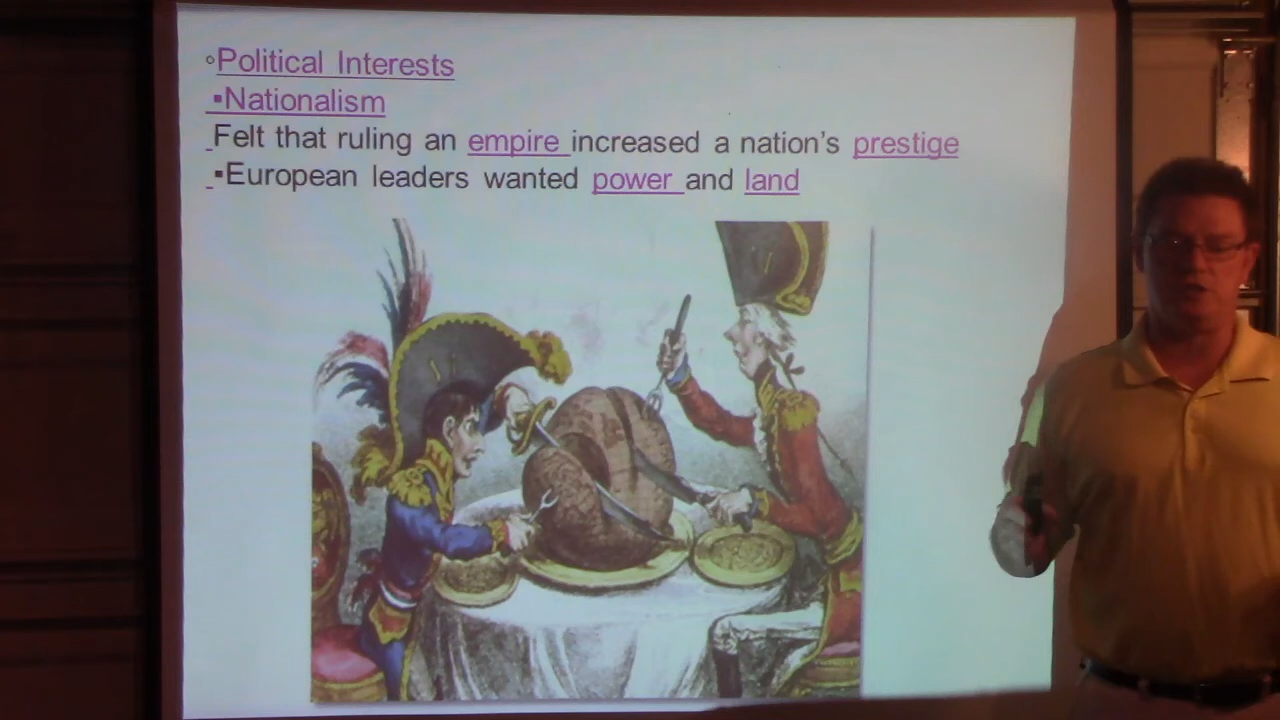 ◦Political Interests
▪Nationalism
Felt that ruling an empire increased a nation’s prestige
▪European leaders wanted power and land